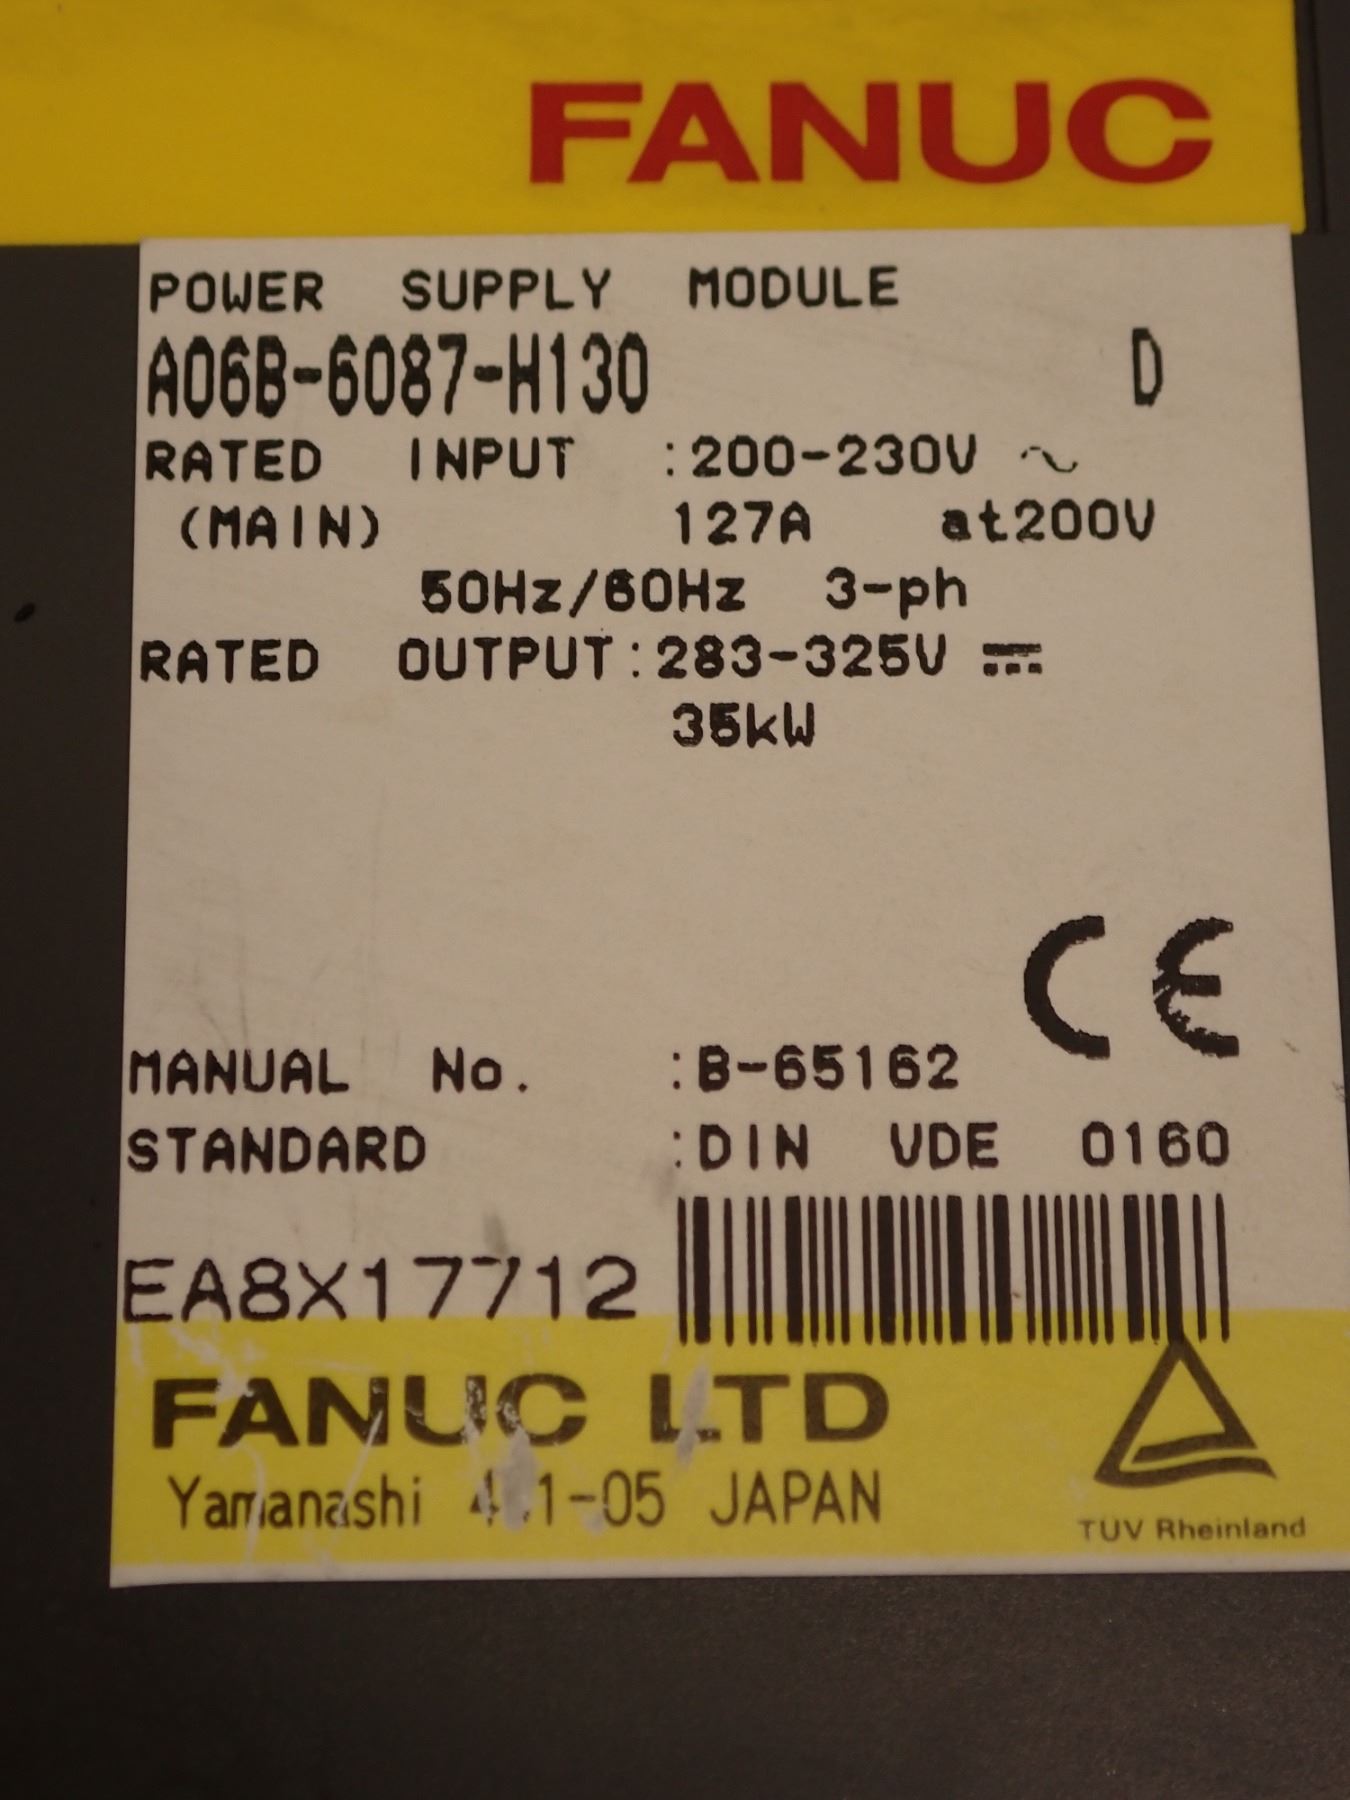 FANUC
POWER SUPPLY MODULE
A06B-6087-H130 D
RATED INPUT :200-230V ~
(MAIN) 127A at200V
50Hz/60Hz 3-ph
RATED OUTPUT:283-325V ⎓
35kW
CE
MANUAL No. :B-65162
STANDARD :DIN VDE 0160
EA8X17712
FANUC LTD
Yamanashi JAPAN
TUV Rheinland